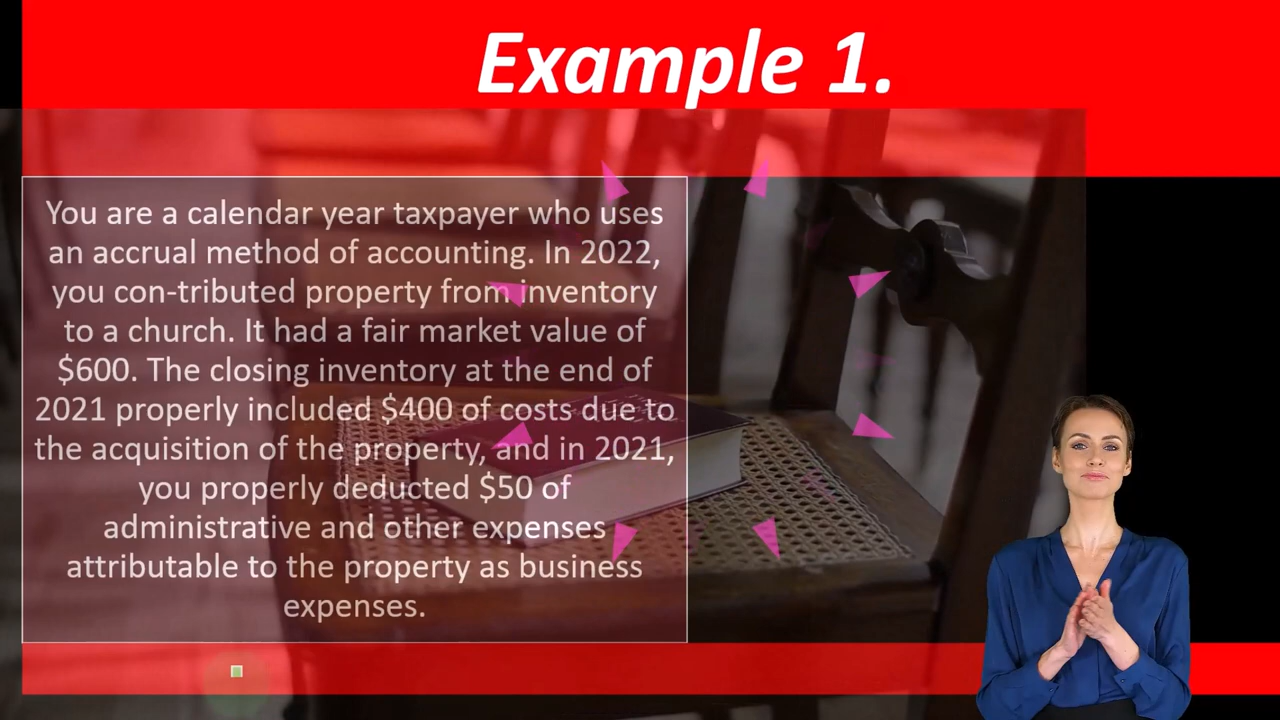 Example 1.
You are a calendar year taxpayer who uses
an accrual method of accounting. In 2022,
you con-tributed property from inventory
to a church. It had a fair market value of
$600. The closing inventory at the end of
2021 properly included $400 of costs due to
the acquisition of the property, and in 2021,
you properly deducted $50 of
administrative and other expenses
attributable to the property as business
expenses.